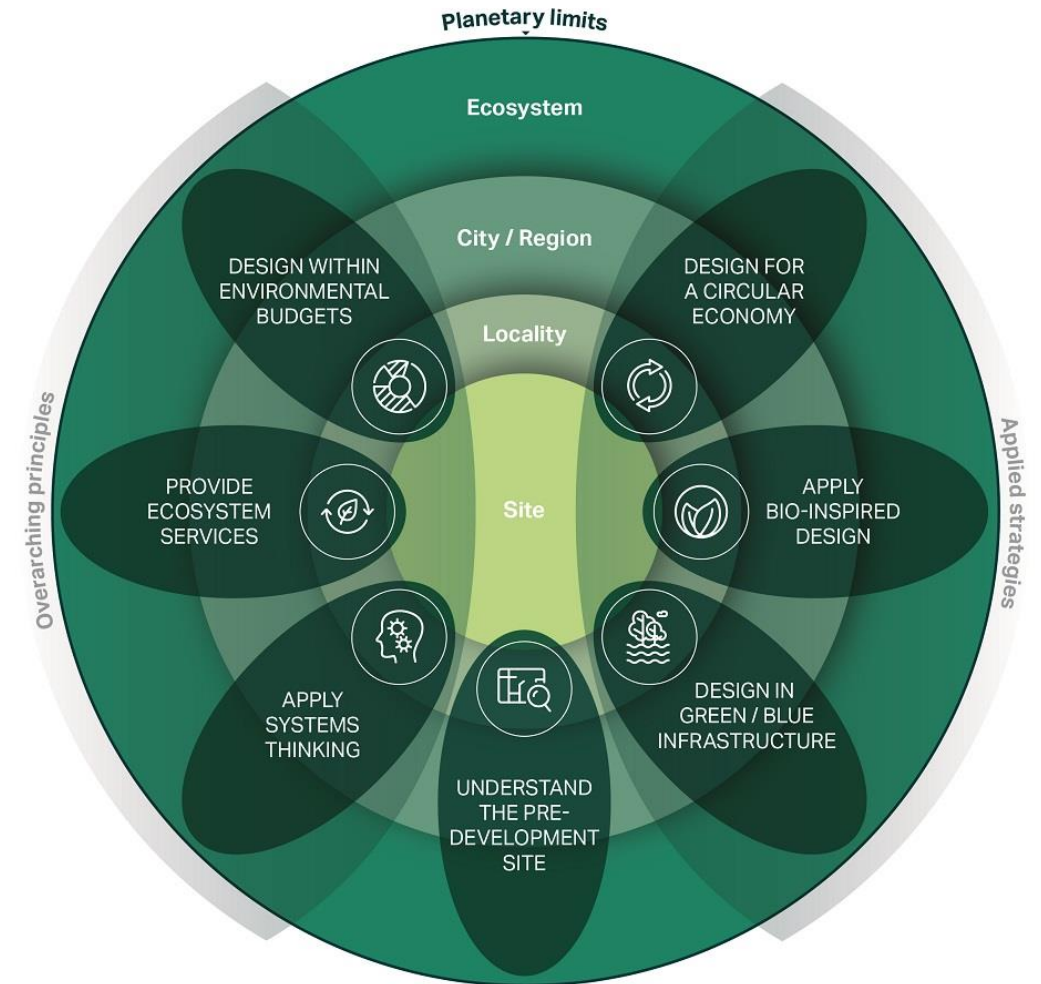 Planetary limits
Ecosystem
City / Region
Locality
Site
Overarching principles
Applied strategies
DESIGN WITHIN
ENVIRONMENTAL
BUDGETS
DESIGN FOR
A CIRCULAR
ECONOMY
PROVIDE
ECOSYSTEM
SERVICES
APPLY
BIO-INSPIRED
DESIGN
APPLY
SYSTEMS
THINKING
DESIGN IN
GREEN / BLUE
INFRASTRUCTURE
UNDERSTAND
THE PRE-
DEVELOPMENT
SITE